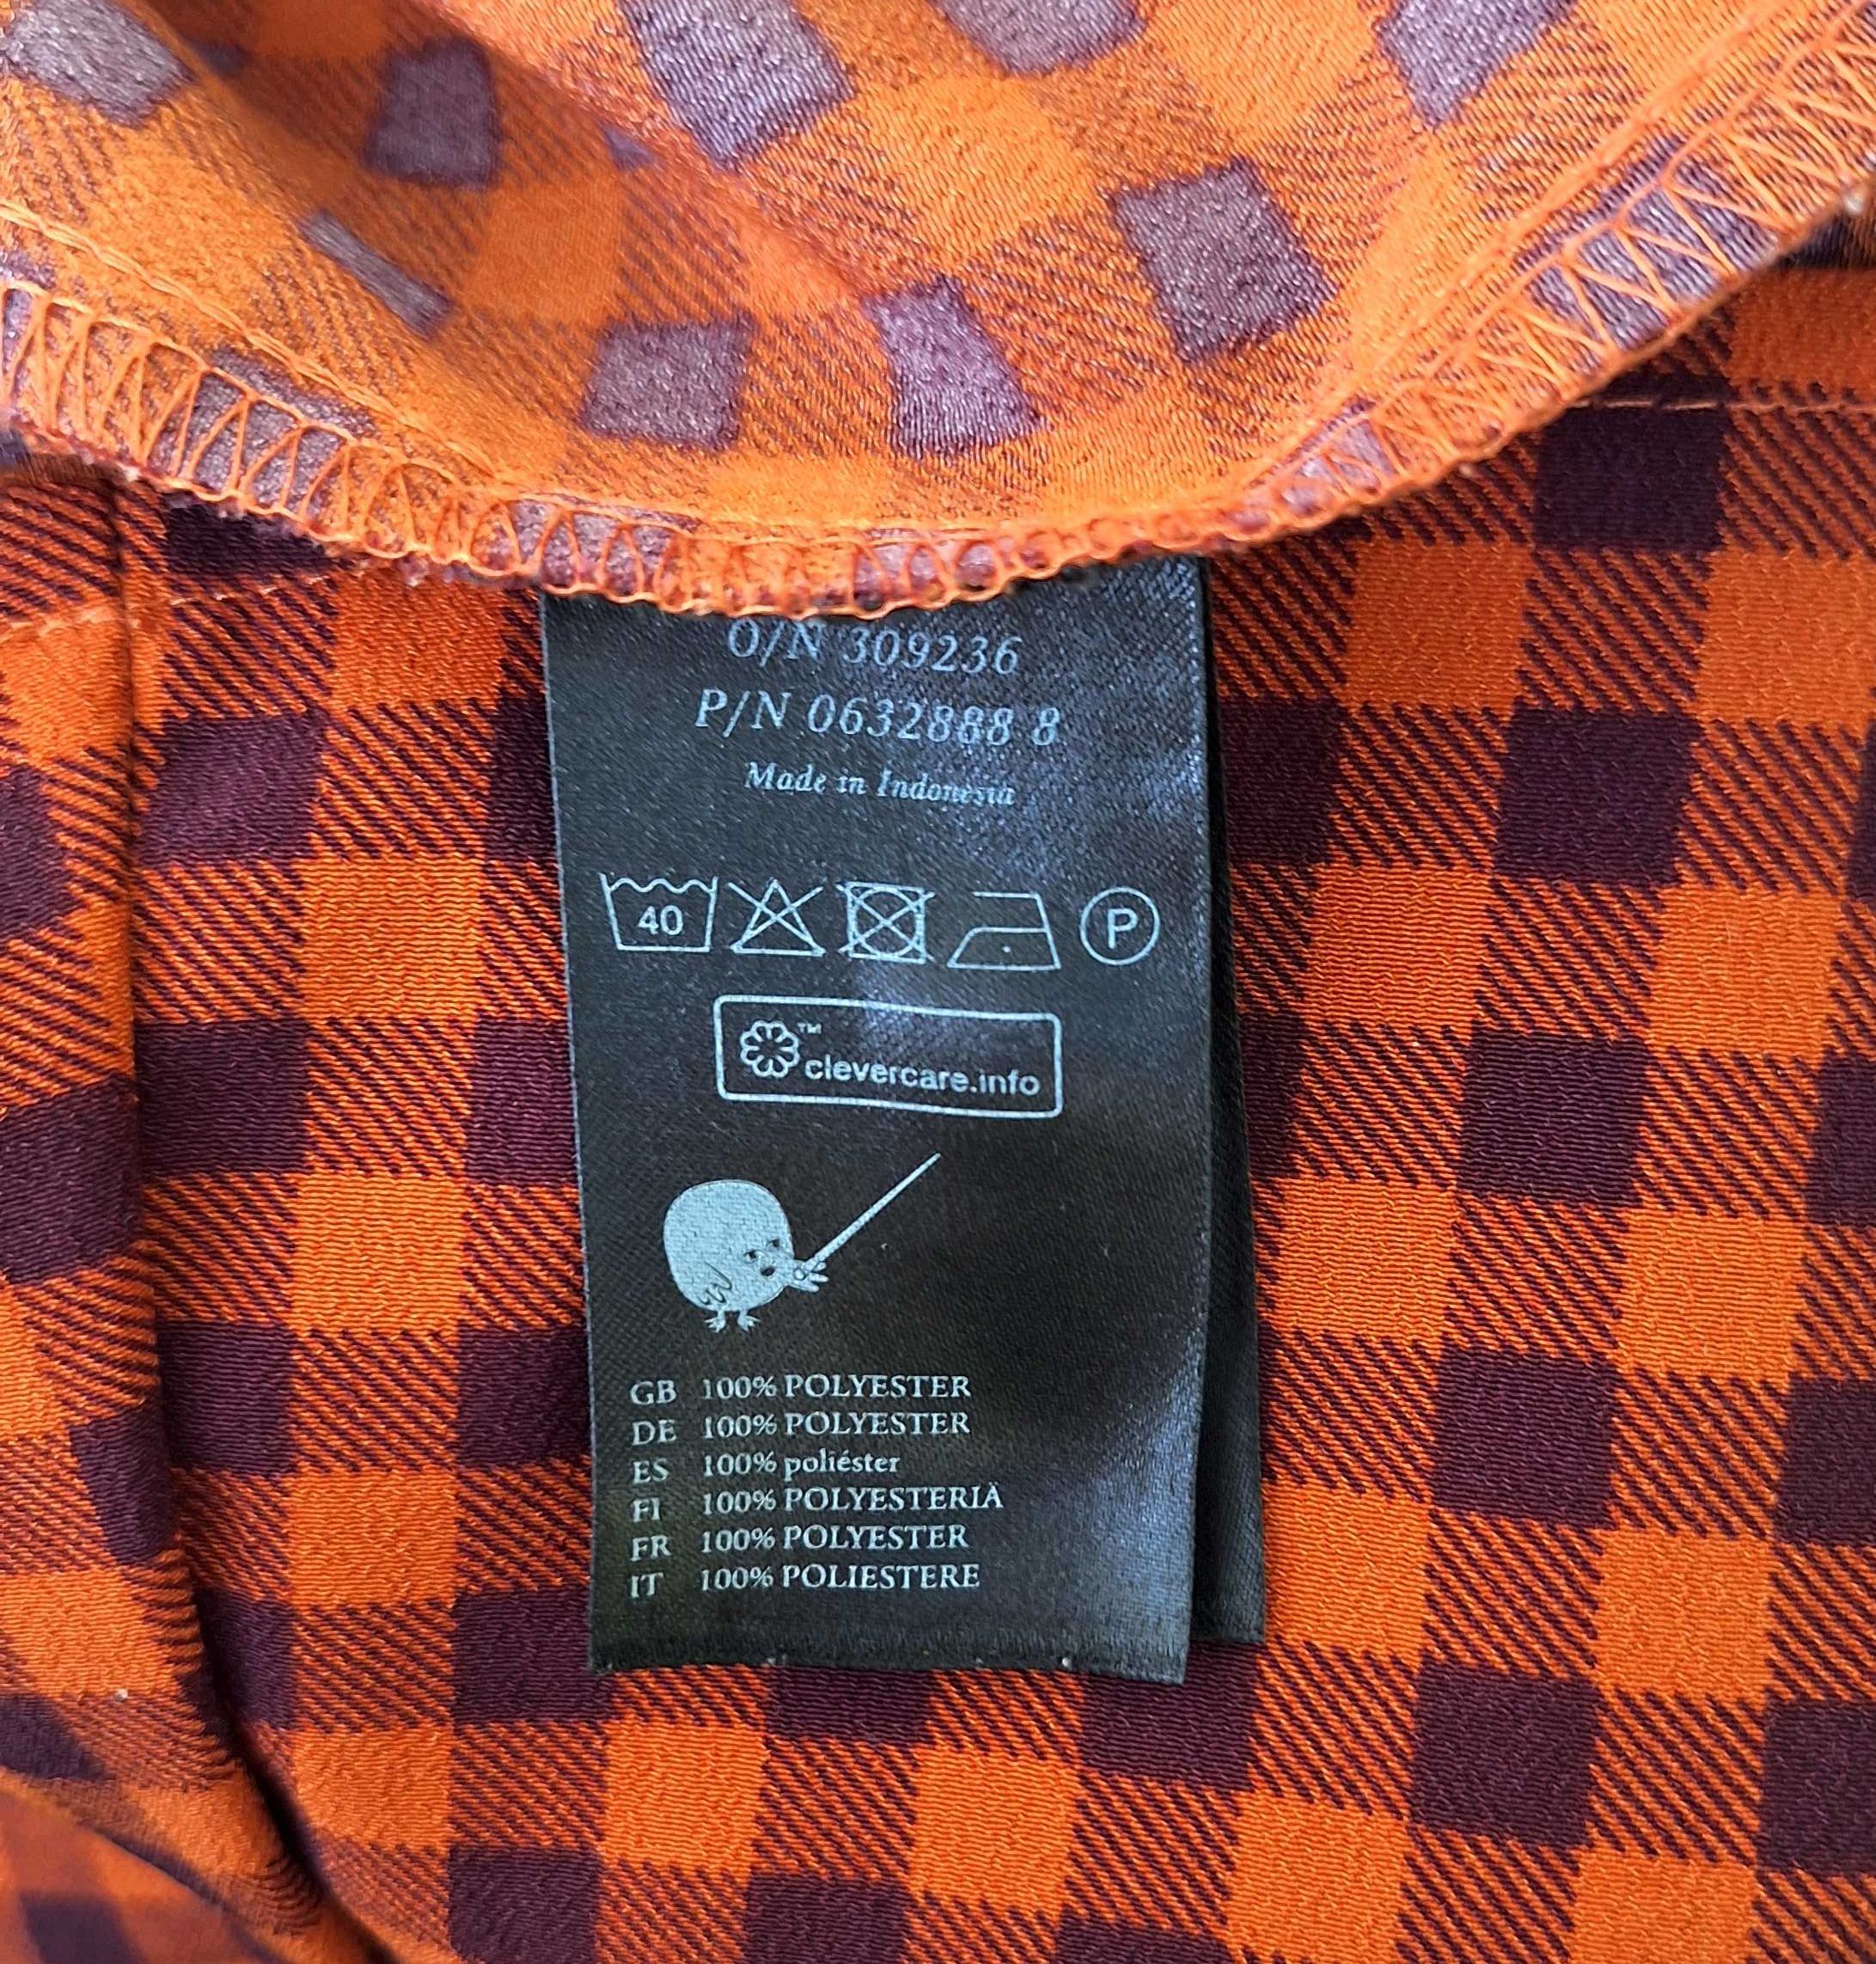 O/N 309236
P/N 0632888 8
Made in Indonesia
40 P
™
clevercare.info
GB 100% POLYESTER
DE 100% POLYESTER
ES 100% poliéster
FI 100% POLYESTERIÄ
FR 100% POLYESTER
IT 100% POLIESTERE